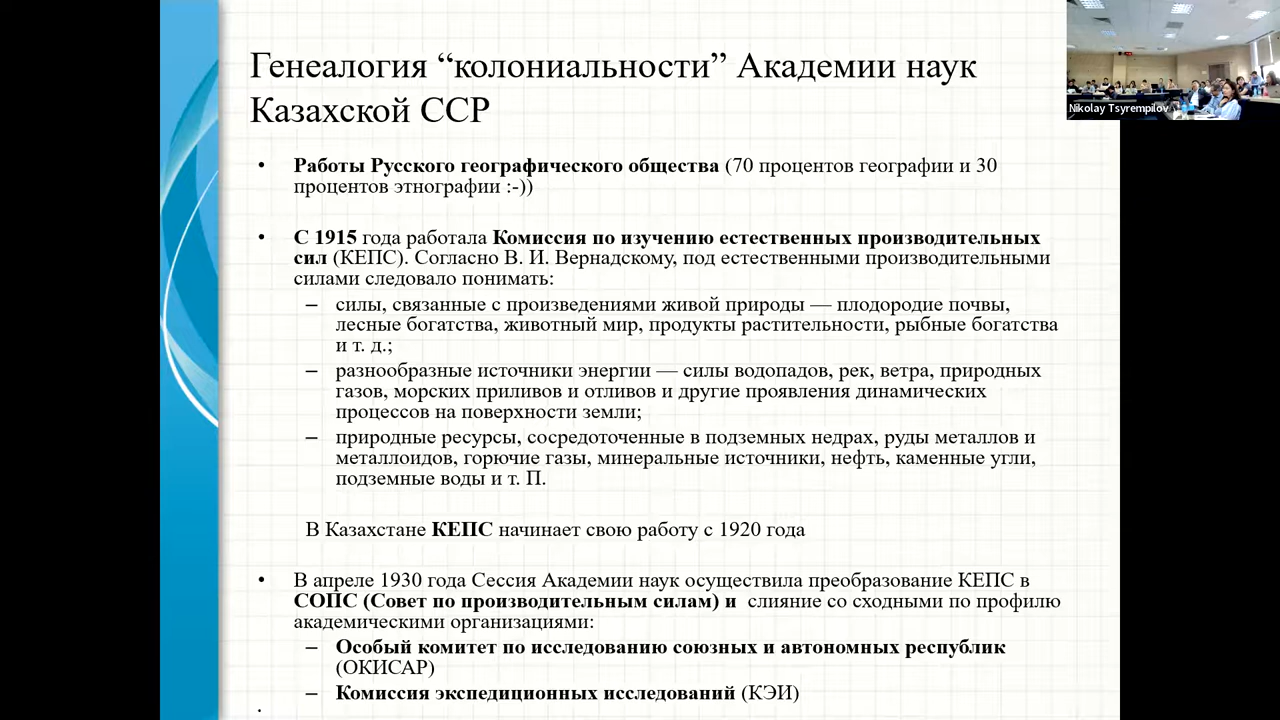 Генеалогия “колониальности” Академии наук
Казахской ССР
Nikolay Tsyrempilov
• Работы Русского географического общества (70 процентов географии и 30
процентов этнографии :-))
• С 1915 года работала Комиссия по изучению естественных производительных
сил (КЕПС). Согласно В. И. Вернадскому, под естественными производительными
силами следовало понимать:
– силы, связанные с произведениями живой природы — плодородие почвы,
лесные богатства, животный мир, продукты растительности, рыбные богатства
и т. д.;
– разнообразные источники энергии — силы водопадов, рек, ветра, природных
газов, морских приливов и отливов и другие проявления динамических
процессов на поверхности земли;
– природные ресурсы, сосредоточенные в подземных недрах, руды металлов и
металлоидов, горючие газы, минеральные источники, нефть, каменные угли,
подземные воды и т. П.
В Казахстане КЕПС начинает свою работу с 1920 года
• В апреле 1930 года Сессия Академии наук осуществила преобразование КЕПС в
СОПС (Совет по производительным силам) и слияние со сходными по профилю
академическими организациями:
– Особый комитет по исследованию союзных и автономных республик
(ОКИСАР)
– Комиссия экспедиционных исследований (КЭИ)